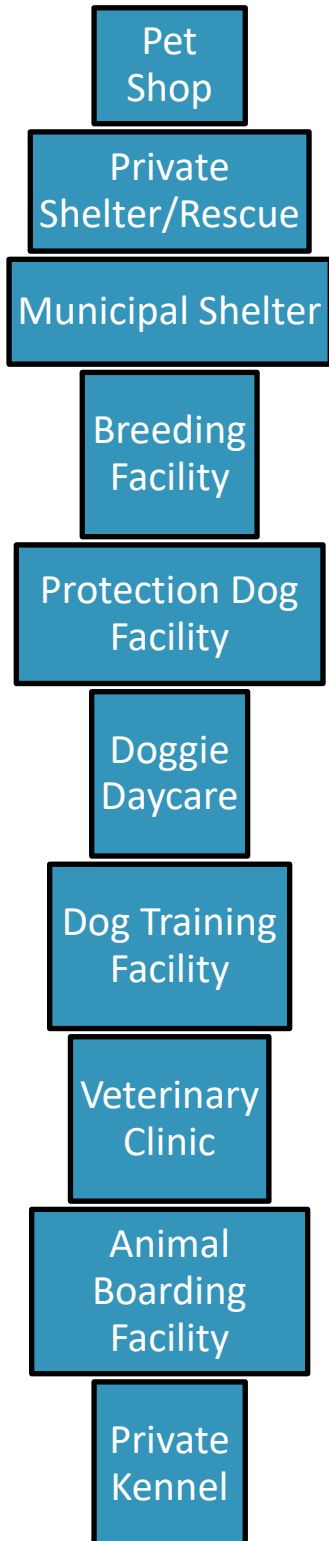 Pet
Shop
Private
Shelter/Rescue
Municipal Shelter
Breeding
Facility
Protection Dog
Facility
Doggie
Daycare
Dog Training
Facility
Veterinary
Clinic
Animal
Boarding
Facility
Private
Kennel